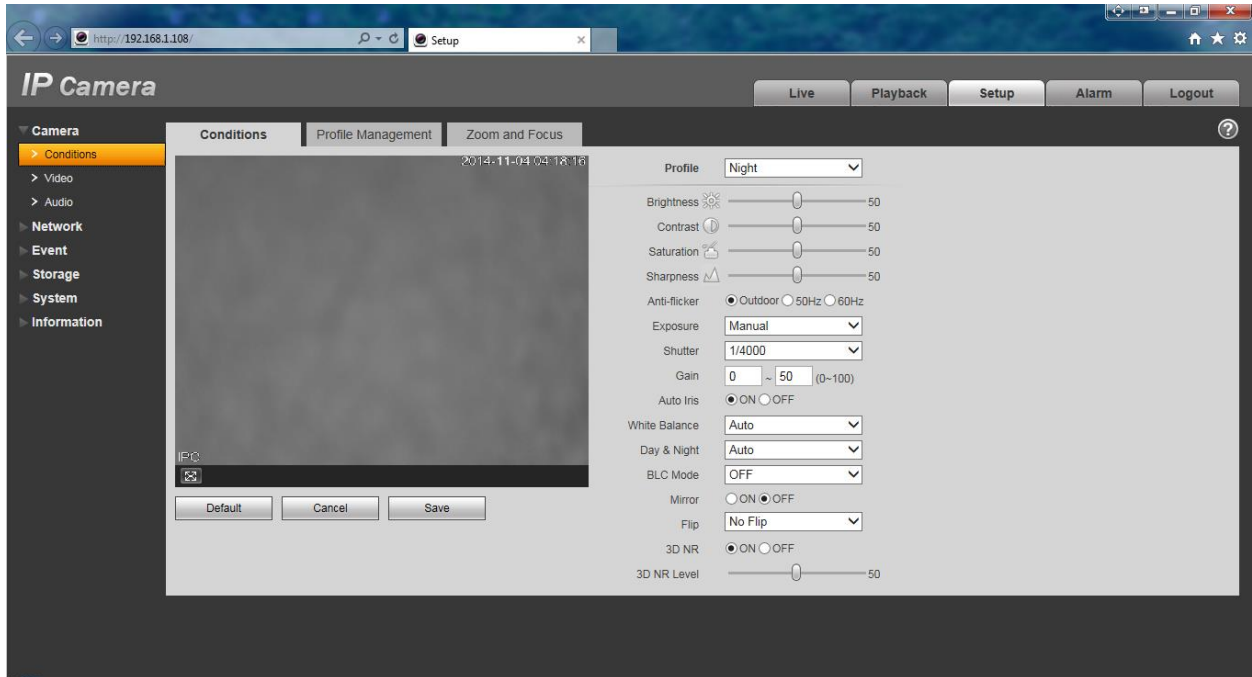 http://192.168.1.108/
Setup
IP Camera
Live Playback Setup Alarm Logout
Camera
Conditions
Video
Audio
Network
Event
Storage
System
Information
Conditions Profile Management Zoom and Focus
2014-11-04 04:18:16
IPC
Default Cancel Save
Profile Night
Brightness 50
Contrast 50
Saturation 50
Sharpness 50
Anti-flicker Outdoor 50Hz 60Hz
Exposure Manual
Shutter 1/4000
Gain 0 ~ 50 (0~100)
Auto Iris ON OFF
White Balance Auto
Day & Night Auto
BLC Mode OFF
Mirror ON OFF
Flip No Flip
3D NR ON OFF
3D NR Level 50